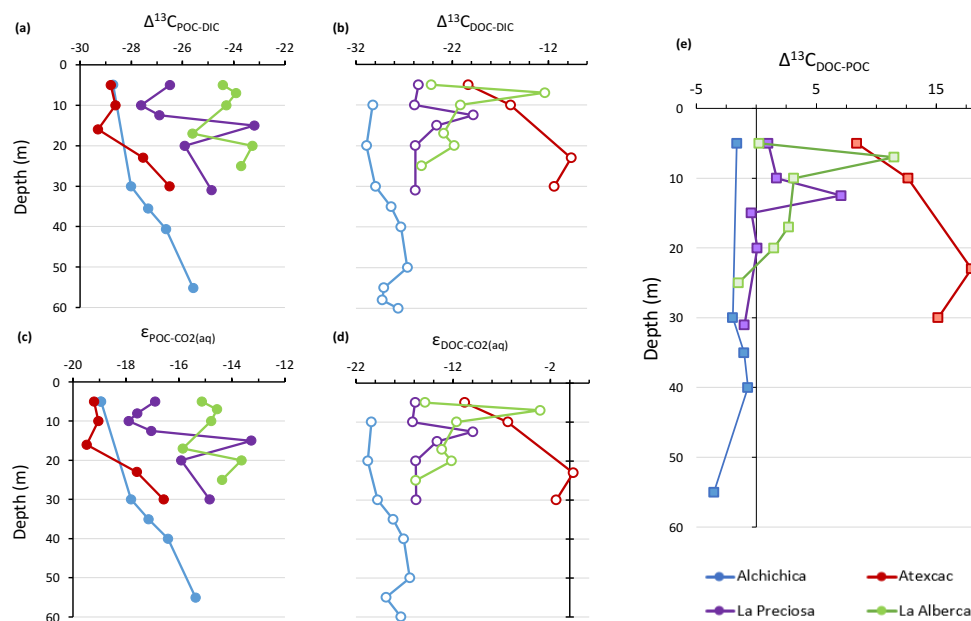 (a)
Δ13CPOC-DIC
-30 -28 -26 -24 -22
0
10
20
30
40
50
60
Depth (m)
(b)
Δ13CDOC-DIC
-32 -22 -12
(c)
εPOC-CO2(aq)
-20 -18 -16 -14 -12
0
10
20
30
40
50
60
Depth (m)
(d)
εDOC-CO2(aq)
-22 -12 -2
(e)
Δ13CDOC-POC
-5 5 15
0
10
20
30
40
50
60
Depth (m)
Alchichica Atexcac
La Preciosa La Alberca